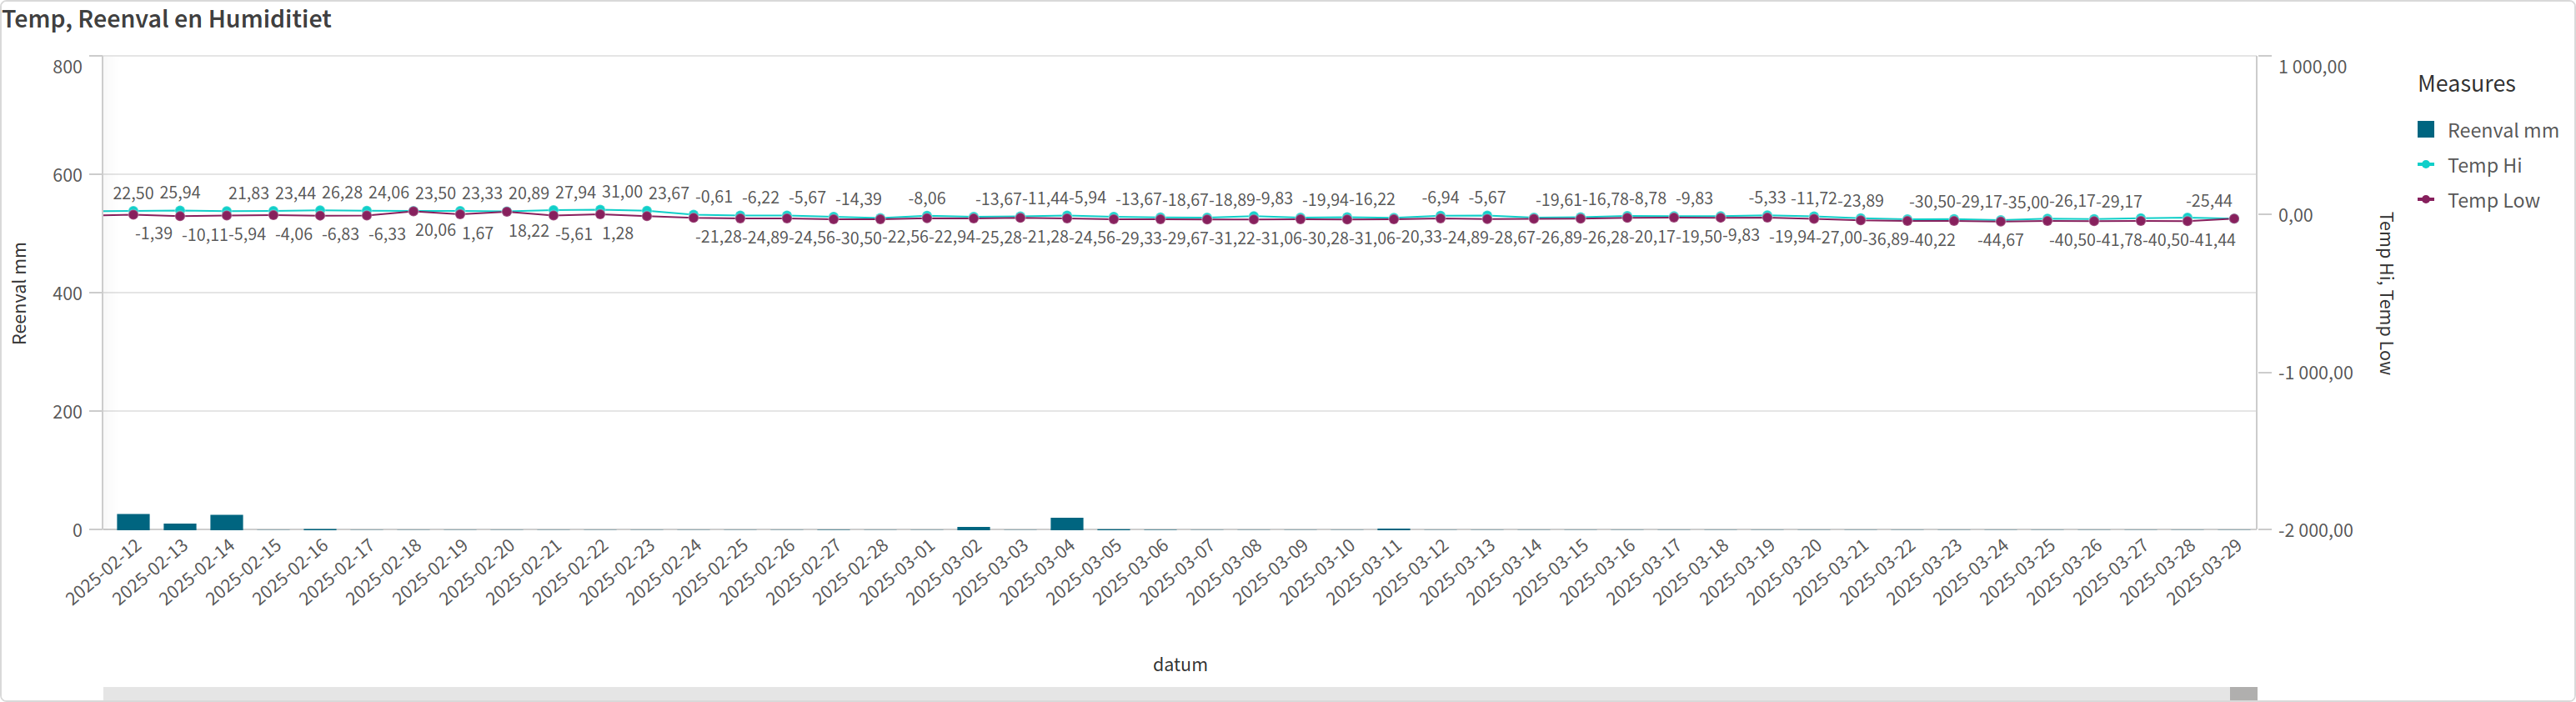 Temp, Reenval en Humiditiet
800
600
400
200
0
Reenval mm
22,50 25,94 21,83 23,44 26,28 24,06 23,50 23,33 20,89 27,94 31,00 23,67 -0,61 -6,22 -5,67 -14,39 -8,06 -13,67 -11,44 -5,94 -13,67 -18,67 -18,89 -9,83 -19,94 -16,22 -6,94 -5,67 -19,61 -16,78 -8,78 -9,83 -5,33 -11,72 -23,89 -30,50 -29,17 -35,00 -26,17 -29,17 -25,44
-1,39 -10,11 -5,94 -4,06 -6,83 -6,33 20,06 1,67 18,22 -5,61 1,28 -21,28 -24,89 -24,56 -30,50 -22,56 -22,94 -25,28 -21,28 -24,56 -29,33 -29,67 -31,22 -31,06 -30,28 -31,06 -20,33 -24,89 -28,67 -26,89 -26,28 -20,17 -19,50 -9,83 -19,94 -27,00 -36,89 -40,22 -44,67 -40,50 -41,78 -40,50 -41,44
1 000,00
0,00
-1 000,00
-2 000,00
Temp Hi, Temp Low
2025-02-12 2025-02-13 2025-02-14 2025-02-15 2025-02-16 2025-02-17 2025-02-18 2025-02-19 2025-02-20 2025-02-21 2025-02-22 2025-02-23 2025-02-24 2025-02-25 2025-02-26 2025-02-27 2025-02-28 2025-03-01 2025-03-02 2025-03-03 2025-03-04 2025-03-05 2025-03-06 2025-03-07 2025-03-08 2025-03-09 2025-03-10 2025-03-11 2025-03-12 2025-03-13 2025-03-14 2025-03-15 2025-03-16 2025-03-17 2025-03-18 2025-03-19 2025-03-20 2025-03-21 2025-03-22 2025-03-23 2025-03-24 2025-03-25 2025-03-26 2025-03-27 2025-03-28 2025-03-29
datum
Measures
Reenval mm
Temp Hi
Temp Low